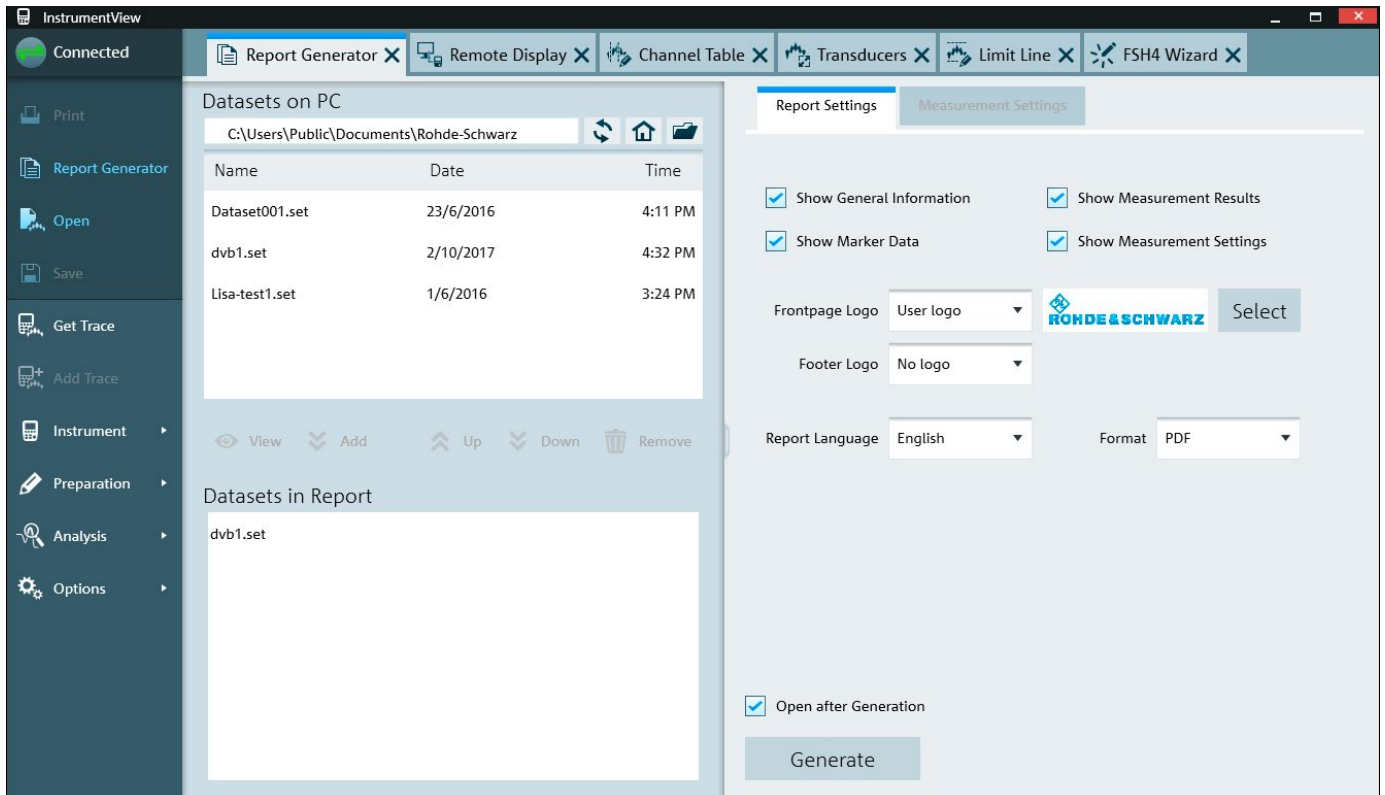 InstrumentView
Connected
Report Generator
Remote Display
Channel Table
Transducers
Limit Line
FSH4 Wizard
Print
Report Generator
Open
Save
Get Trace
Add Trace
Instrument
Preparation
Analysis
Options
Datasets on PC
C:\Users\Public\Documents\Rohde-Schwarz
Name Date Time
Dataset001.set 23/6/2016 4:11 PM
dvb1.set 2/10/2017 4:32 PM
Lisa-test1.set 1/6/2016 3:24 PM
View Add Up Down Remove
Datasets in Report
dvb1.set
Report Settings Measurement Settings
Show General Information Show Measurement Results
Show Marker Data Show Measurement Settings
Frontpage Logo User logo ROHDE&SCHWARZ Select
Footer Logo No logo
Report Language English Format PDF
Open after Generation
Generate